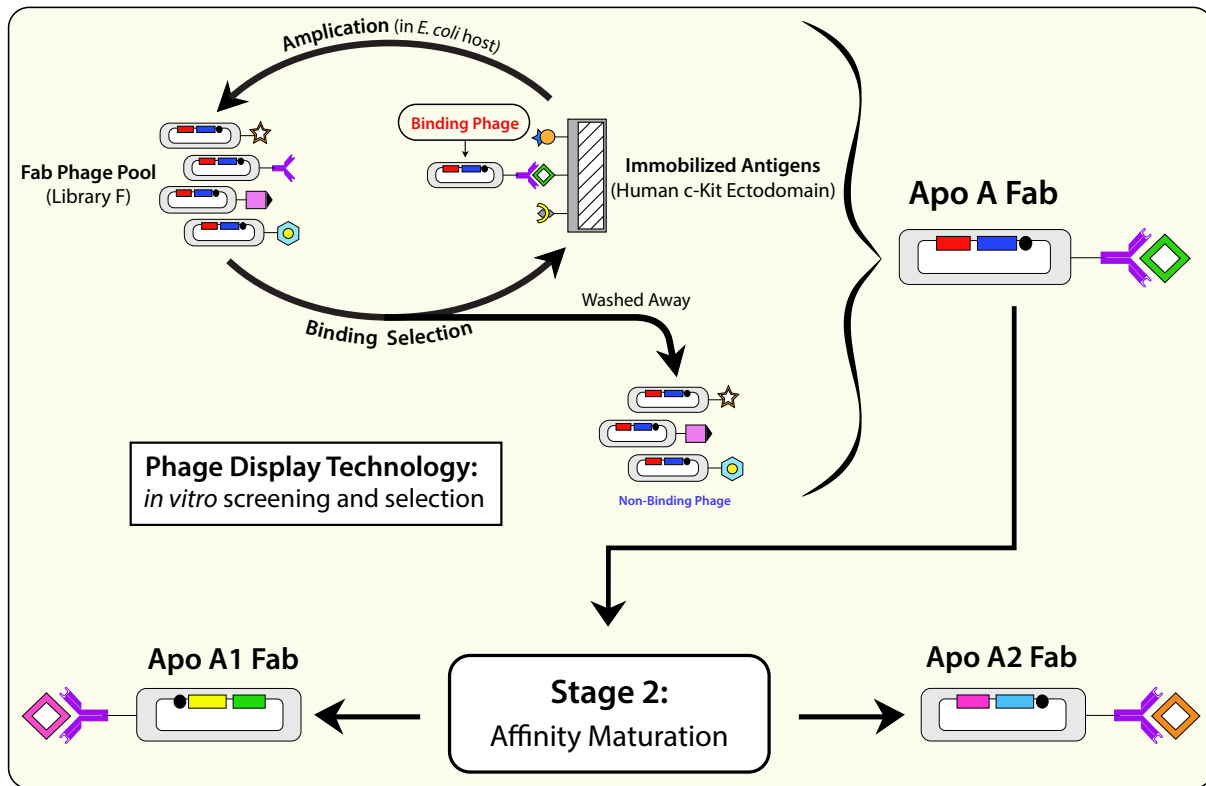 Amplication (in E. coli host)
Binding Phage
Fab Phage Pool
(Library F)
Immobilized Antigens
(Human c-Kit Ectodomain)
Apo A Fab
Washed Away
Binding Selection
Phage Display Technology:
in vitro screening and selection
Non-Binding Phage
Apo A1 Fab
Stage 2:
Affinity Maturation
Apo A2 Fab